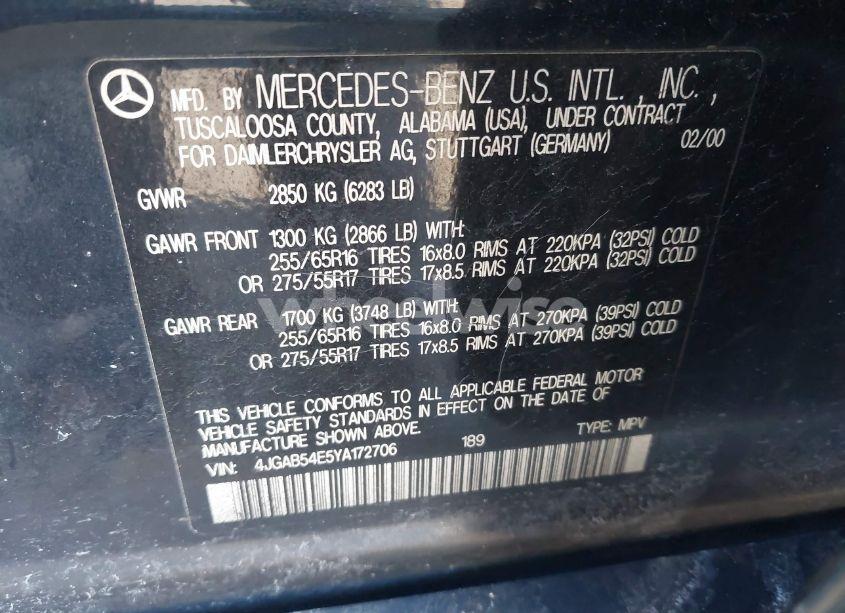 MFD. BY MERCEDES-BENZ U.S. INTL., INC.,
TUSCALOOSA COUNTY, ALABAMA (USA), UNDER CONTRACT
FOR DAIMLERCHRYSLER AG, STUTTGART (GERMANY) 02/00
GVWR 2850 KG (6283 LB)
GAWR FRONT 1300 KG (2866 LB) WITH:
255/65R16 TIRES 16x8.0 RIMS AT 220KPA (32PSI) COLD
OR 275/55R17 TIRES 17x8.5 RIMS AT 220KPA (32PSI) COLD
GAWR REAR 1700 KG (3748 LB) WITH:
255/65R16 TIRES 16x8.0 RIMS AT 270KPA (39PSI) COLD
OR 275/55R17 TIRES 17x8.5 RIMS AT 270KPA (39PSI) COLD
THIS VEHICLE CONFORMS TO ALL APPLICABLE FEDERAL MOTOR
VEHICLE SAFETY STANDARDS IN EFFECT ON THE DATE OF
MANUFACTURE SHOWN ABOVE. 189 TYPE: MPV
VIN: 4JGAB54E5YA172706